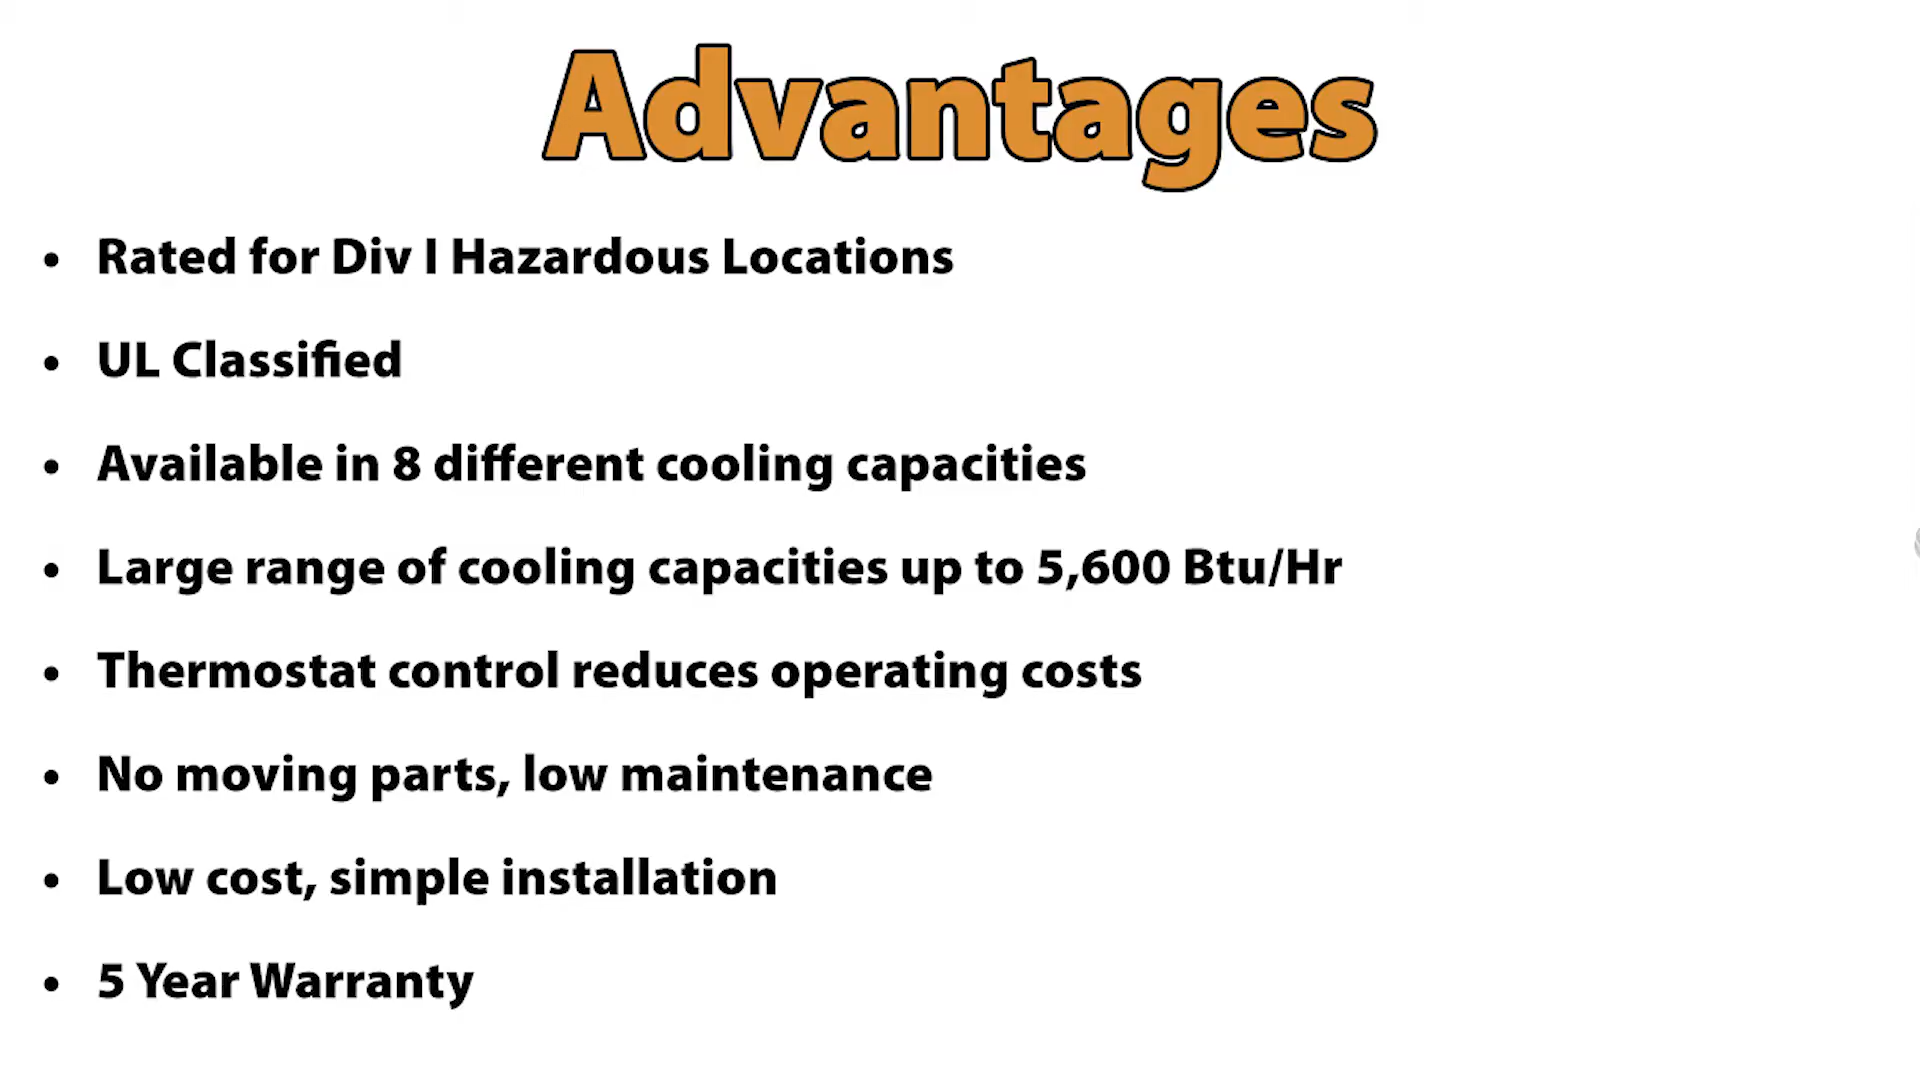 Advantages
• Rated for Div I Hazardous Locations
• UL Classified
• Available in 8 different cooling capacities
• Large range of cooling capacities up to 5,600 Btu/Hr
• Thermostat control reduces operating costs
• No moving parts, low maintenance
• Low cost, simple installation
• 5 Year Warranty